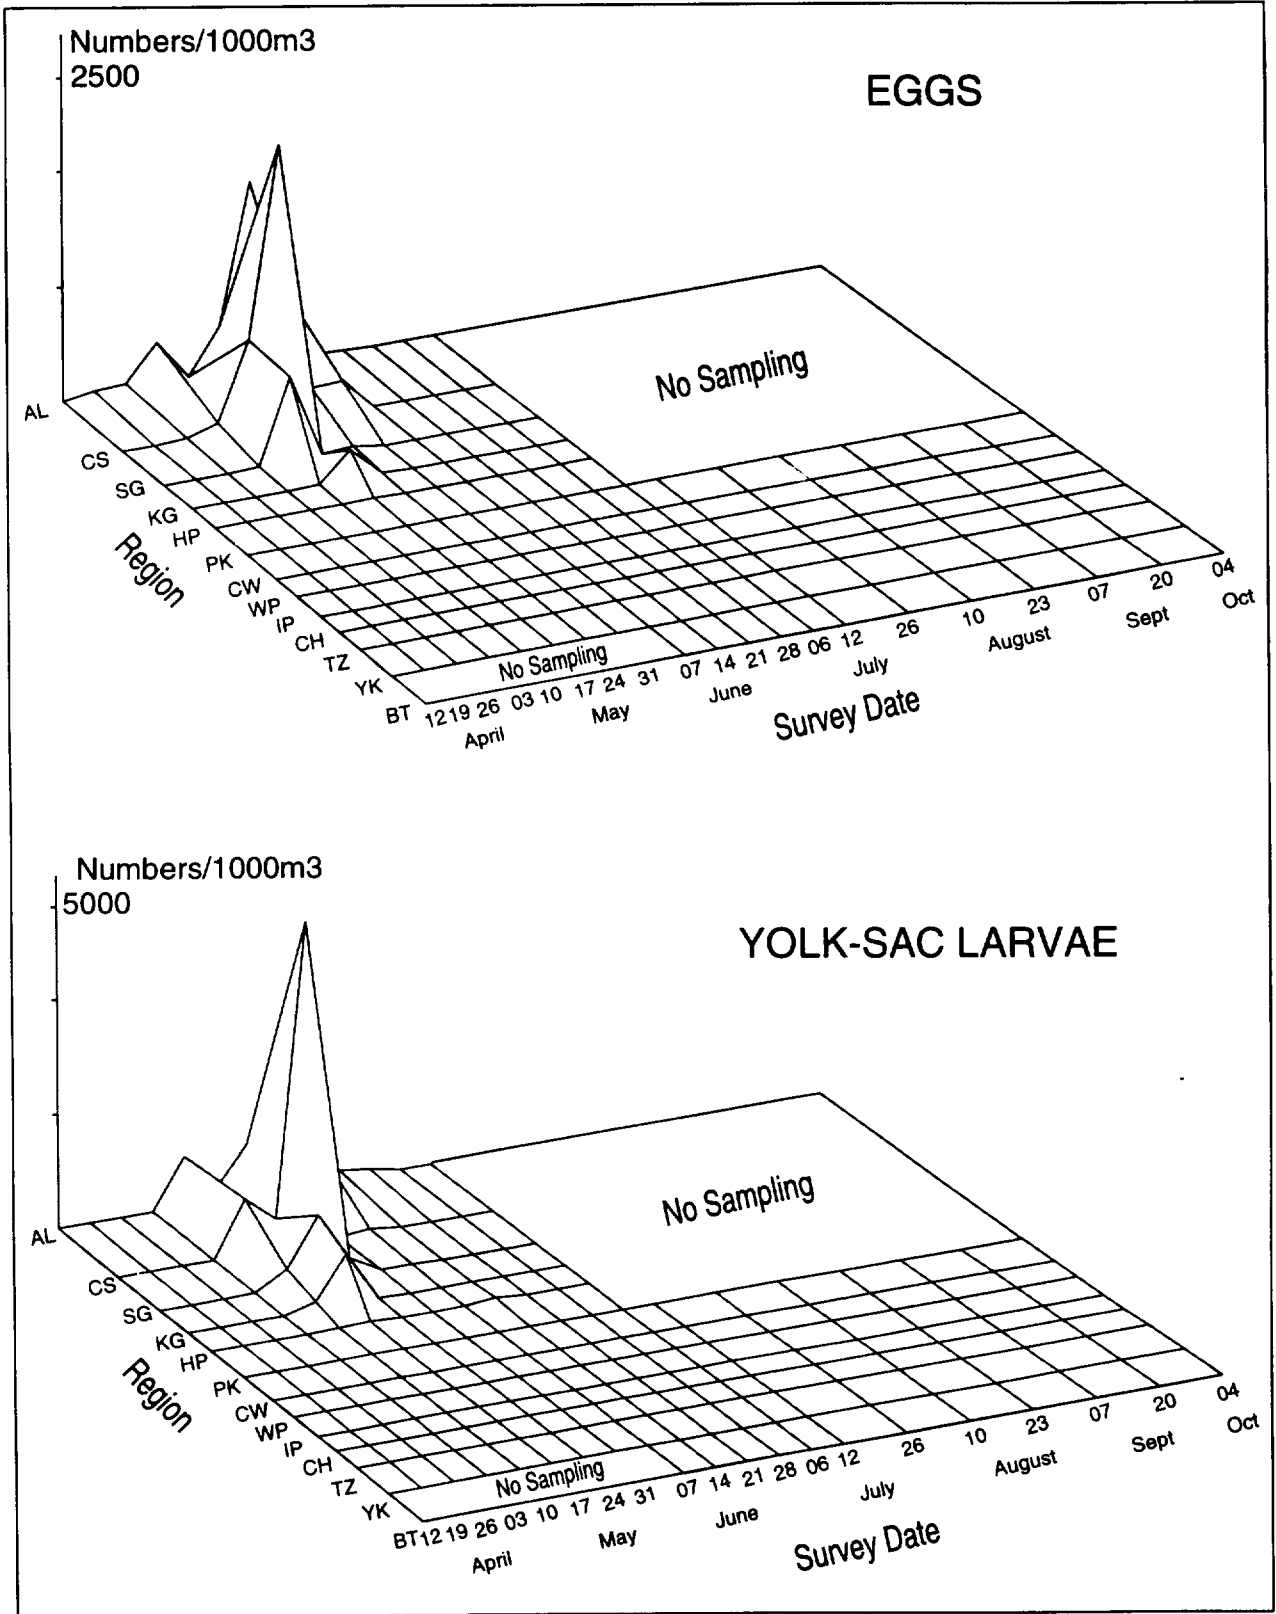 Numbers/1000m3
2500
EGGS
No Sampling
AL
CS
SG
KG
HP
PK
CW
WP
IP
CH
TZ
YK
BT
Region
No Sampling
12 19 26 03 10 17 24 31 07 14 21 28 06 12 26 10 23 07 20 04
April May June July August Sept Oct
Survey Date
Numbers/1000m3
5000
YOLK-SAC LARVAE
No Sampling
AL
CS
SG
KG
HP
PK
CW
WP
IP
CH
TZ
YK
BT
Region
No Sampling
12 19 26 03 10 17 24 31 07 14 21 28 06 12 26 10 23 07 20 04
April May June July August Sept Oct
Survey Date